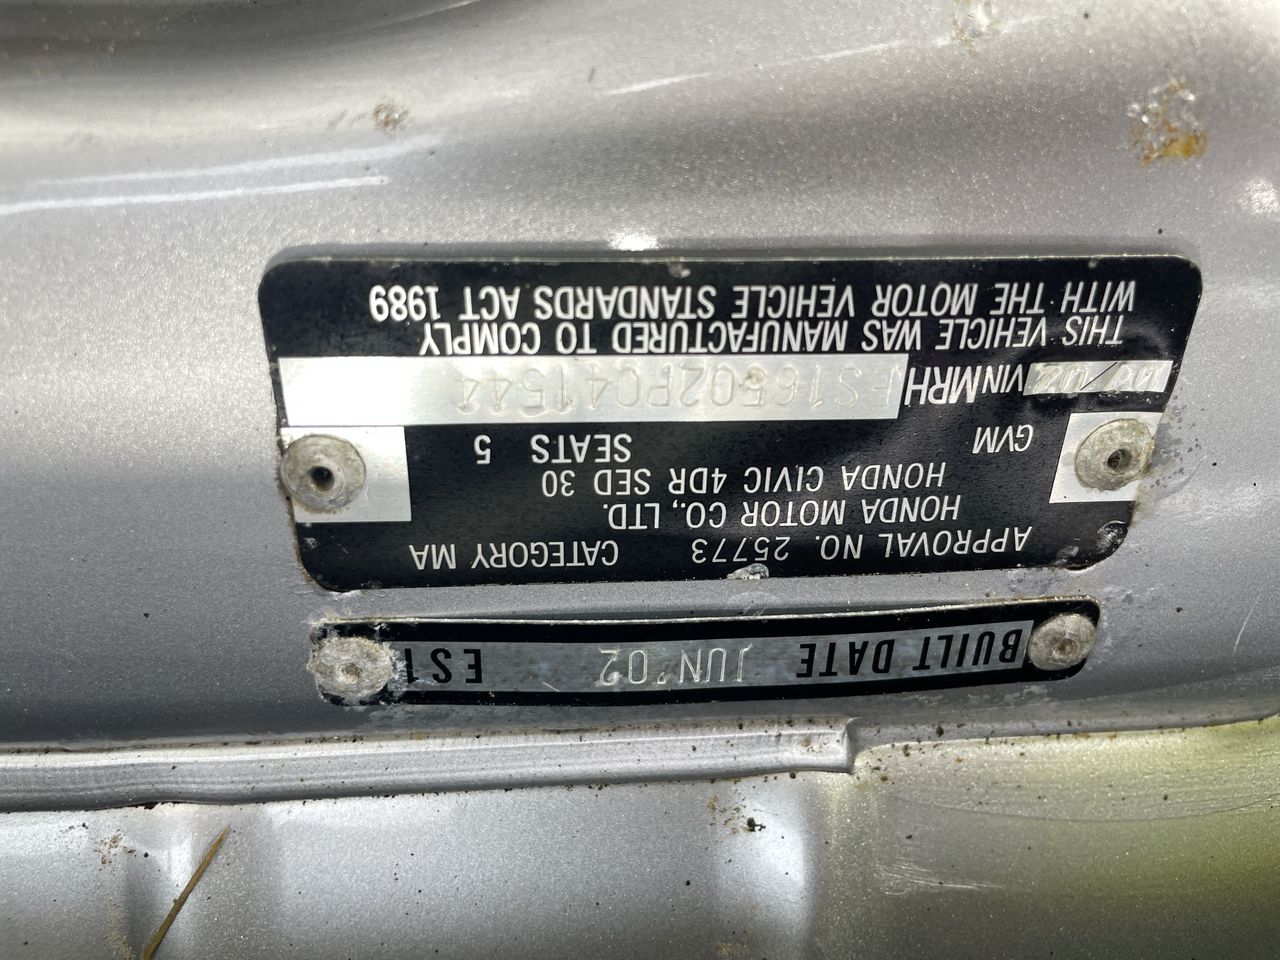 BUILT DATE JUN'02 ES1
APPROVAL NO. 25773 CATEGORY MA
HONDA MOTOR CO., LTD.
HONDA CIVIC 4DR SED 30
GVM SEATS 5
VIN MRHES16502P041544
THIS VEHICLE WAS MANUFACTURED TO COMPLY
WITH THE MOTOR VEHICLE STANDARDS ACT 1989